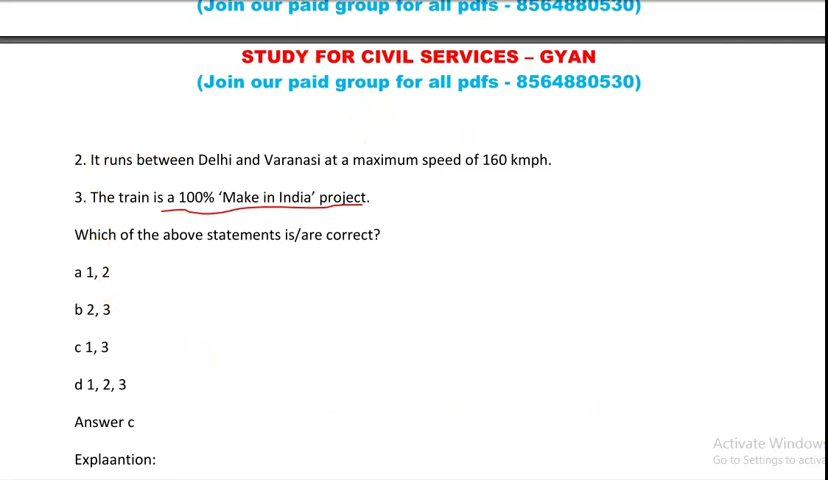 (Join our paid group for all pdfs - 8564880530)
STUDY FOR CIVIL SERVICES – GYAN
(Join our paid group for all pdfs - 8564880530)
2. It runs between Delhi and Varanasi at a maximum speed of 160 kmph.
3. The train is a 100% ‘Make in India’ project.
Which of the above statements is/are correct?
a 1, 2
b 2, 3
c 1, 3
d 1, 2, 3
Answer c
Explaantion:
Activate Window
Go to Settings to activa